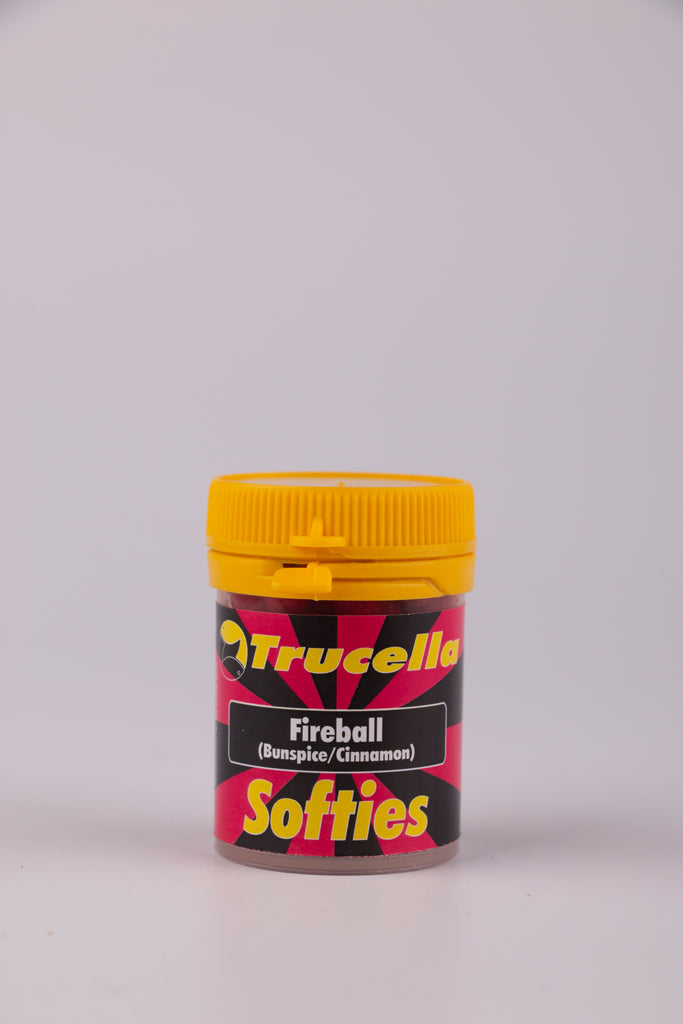 Trucella
Fireball
(Bunspice/Cinnamon)
Softies